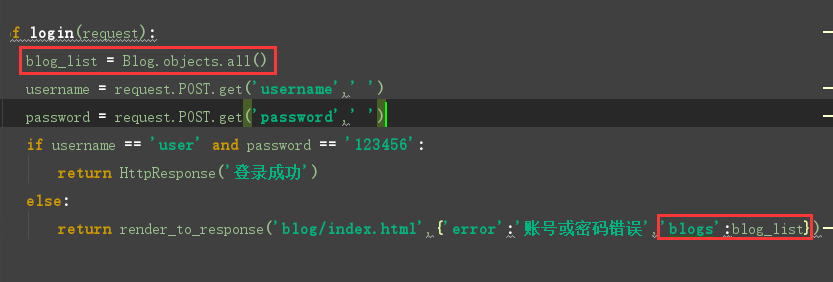 f login(request):
blog_list = Blog.objects.all()
username = request.POST.get('username',' ')
password = request.POST.get('password',' ')
if username == 'user' and password == '123456':
return HttpResponse('登录成功')
else:
return render_to_response('blog/index.html',{'error':'账号或密码错误','blogs':blog_list})